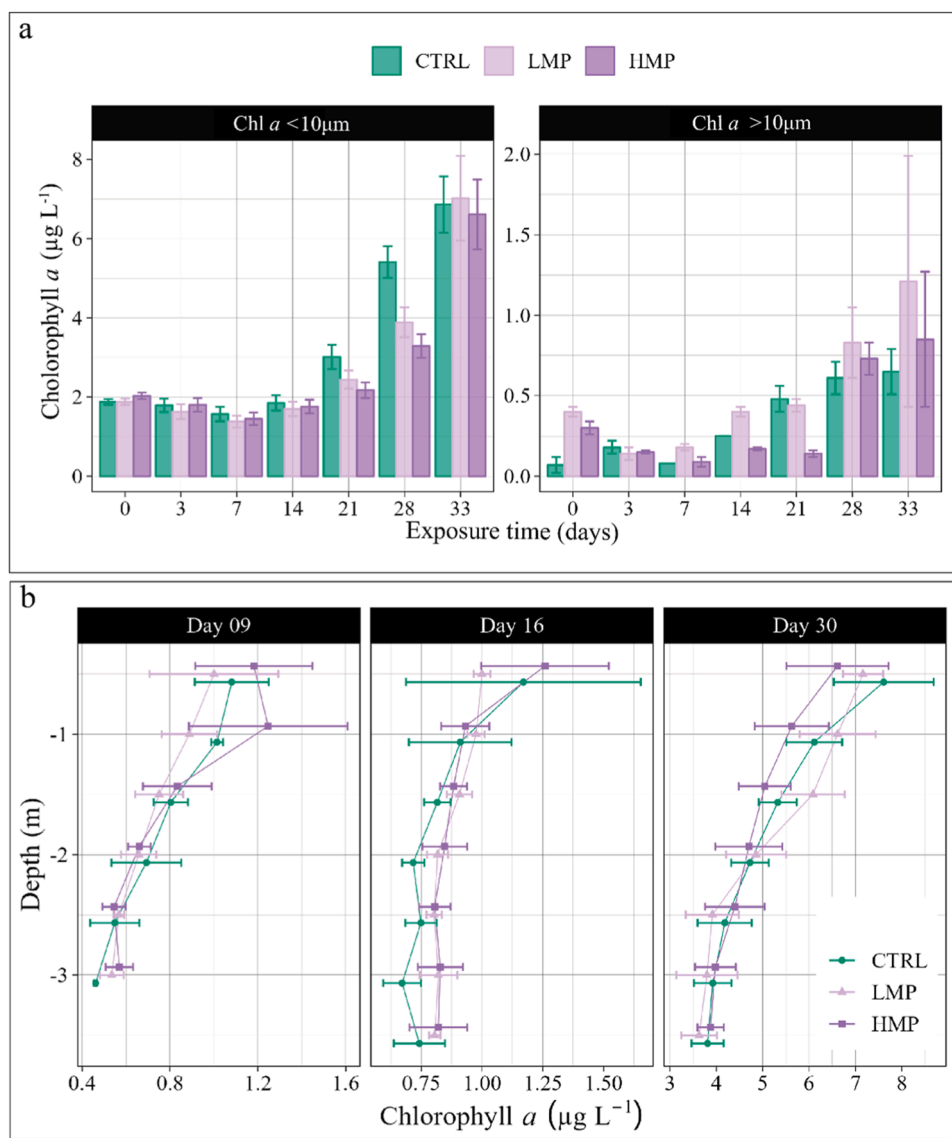 a
CTRL LMP HMP
Chl a <10μm
Chl a >10μm
Cholorophyll a (μg L⁻¹)
8
6
4
2
0
2.0
1.5
1.0
0.5
0.0
0 3 7 14 21 28 33
0 3 7 14 21 28 33
Exposure time (days)
b
Day 09
Day 16
Day 30
Depth (m)
-1
-2
-3
CTRL
LMP
HMP
0.4 0.8 1.2 1.6
0.75 1.00 1.25 1.50
3 4 5 6 7 8
Chlorophyll a (μg L⁻¹)